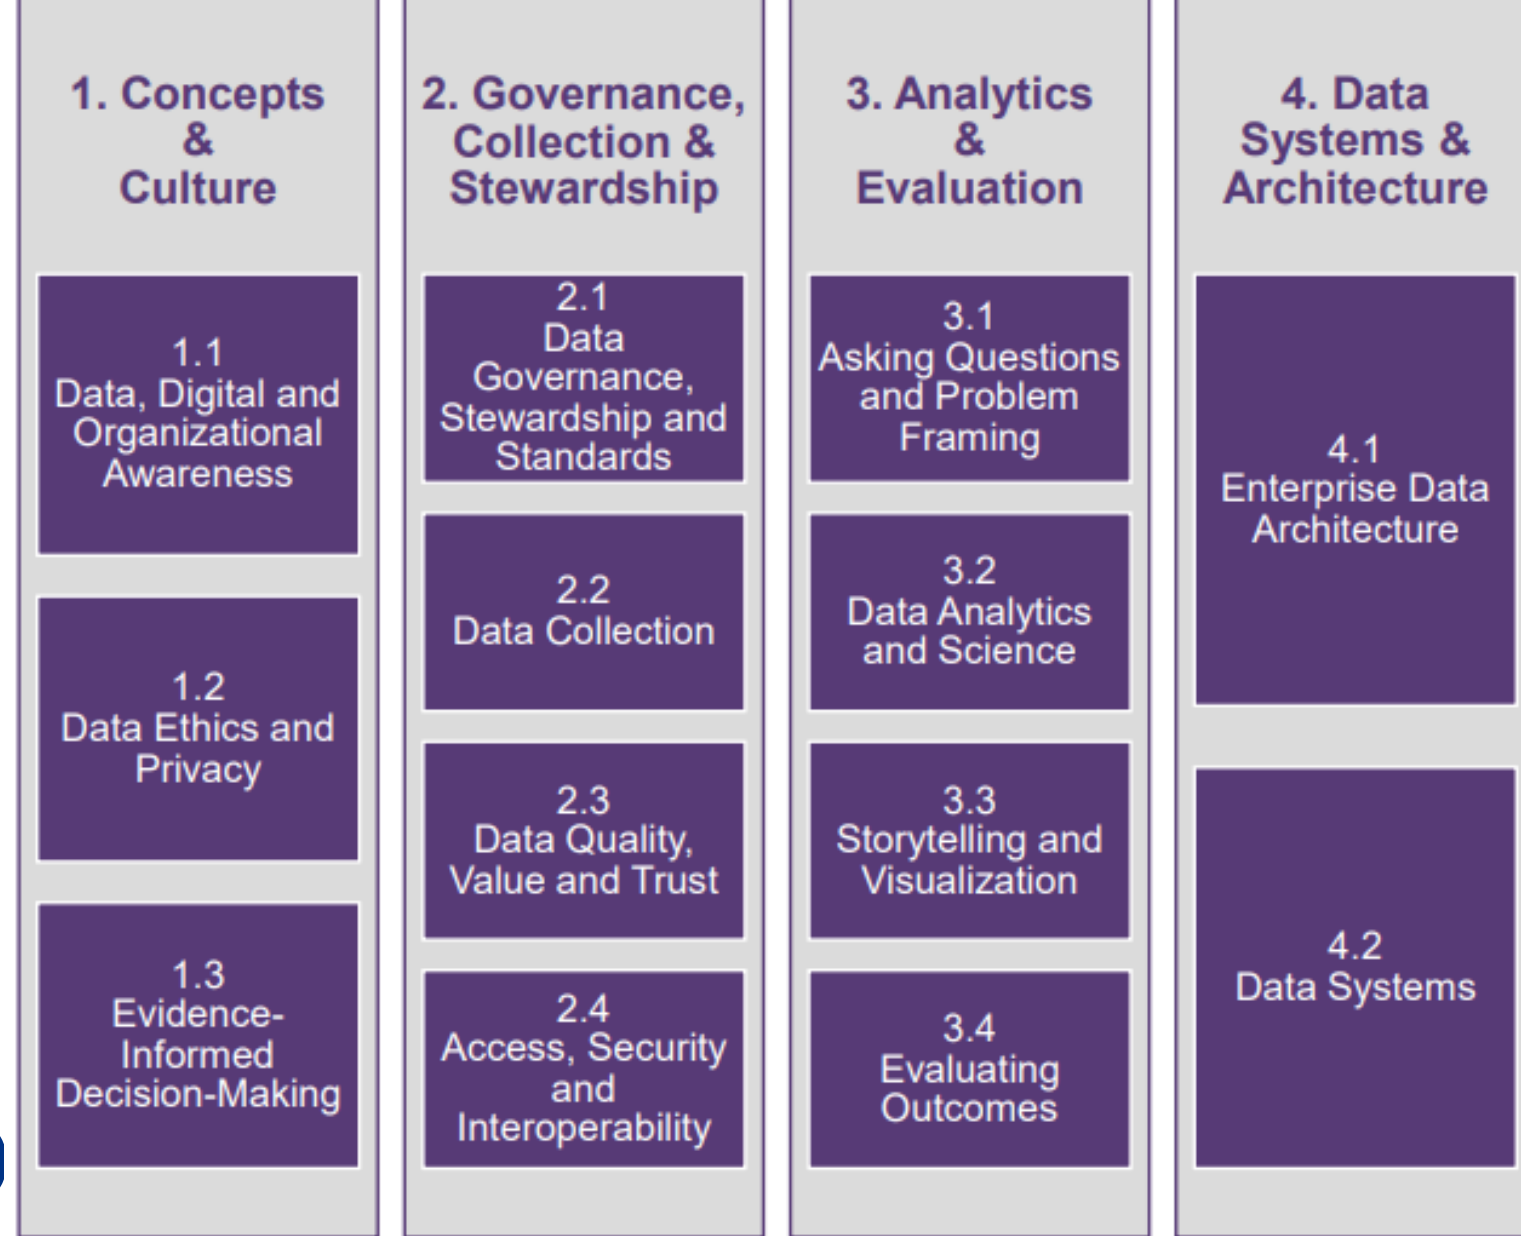 1. Concepts
&
Culture
1.1
Data, Digital and
Organizational
Awareness
1.2
Data Ethics and
Privacy
1.3
Evidence-
Informed
Decision-Making
2. Governance,
Collection &
Stewardship
2.1
Data
Governance,
Stewardship and
Standards
2.2
Data Collection
2.3
Data Quality,
Value and Trust
2.4
Access, Security
and
Interoperability
3. Analytics
&
Evaluation
3.1
Asking Questions
and Problem
Framing
3.2
Data Analytics
and Science
3.3
Storytelling and
Visualization
3.4
Evaluating
Outcomes
4. Data
Systems &
Architecture
4.1
Enterprise Data
Architecture
4.2
Data Systems